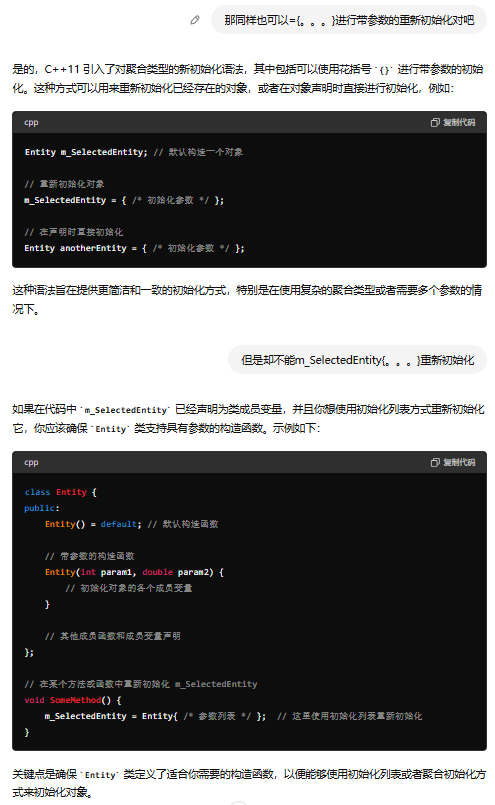 那同样也可以={。。。}进行带参数的重新初始化对吧
是的，C++11 引入了对聚合类型的新初始化语法，其中包括可以使用花括号 `{}` 进行带参数的初始
化。这种方式可以用来重新初始化已经存在的对象，或者在对象声明时直接进行初始化，例如：
cpp 复制代码
Entity m_SelectedEntity; // 默认构造一个对象
// 重新初始化对象
m_SelectedEntity = { /* 初始化参数 */ };
// 在声明时直接初始化
Entity anotherEntity = { /* 初始化参数 */ };
这种语法旨在提供更简洁和一致的初始化方式，特别是在使用复杂的聚合类型或者需要多个参数的情
况下。
但是却不能m_SelectedEntity{。。。}重新初始化
如果在代码中 `m_SelectedEntity` 已经声明为类成员变量，并且你想使用初始化列表方式重新初始化
它，你应该确保 `Entity` 类支持具有参数的构造函数。示例如下：
cpp 复制代码
class Entity {
public:
    Entity() = default; // 默认构造函数
    // 带参数的构造函数
    Entity(int param1, double param2) {
        // 初始化对象的各个成员变量
    }
    // 其他成员函数和成员变量声明
};
// 在某个方法或函数中重新初始化 m_SelectedEntity
void SomeMethod() {
    m_SelectedEntity = Entity{ /* 参数列表 */ }; // 这里使用初始化列表重新初始化
}
关键点是确保 `Entity` 类定义了适合你需要的构造函数，以便能够使用初始化列表或者聚合初始化方
式来初始化对象。